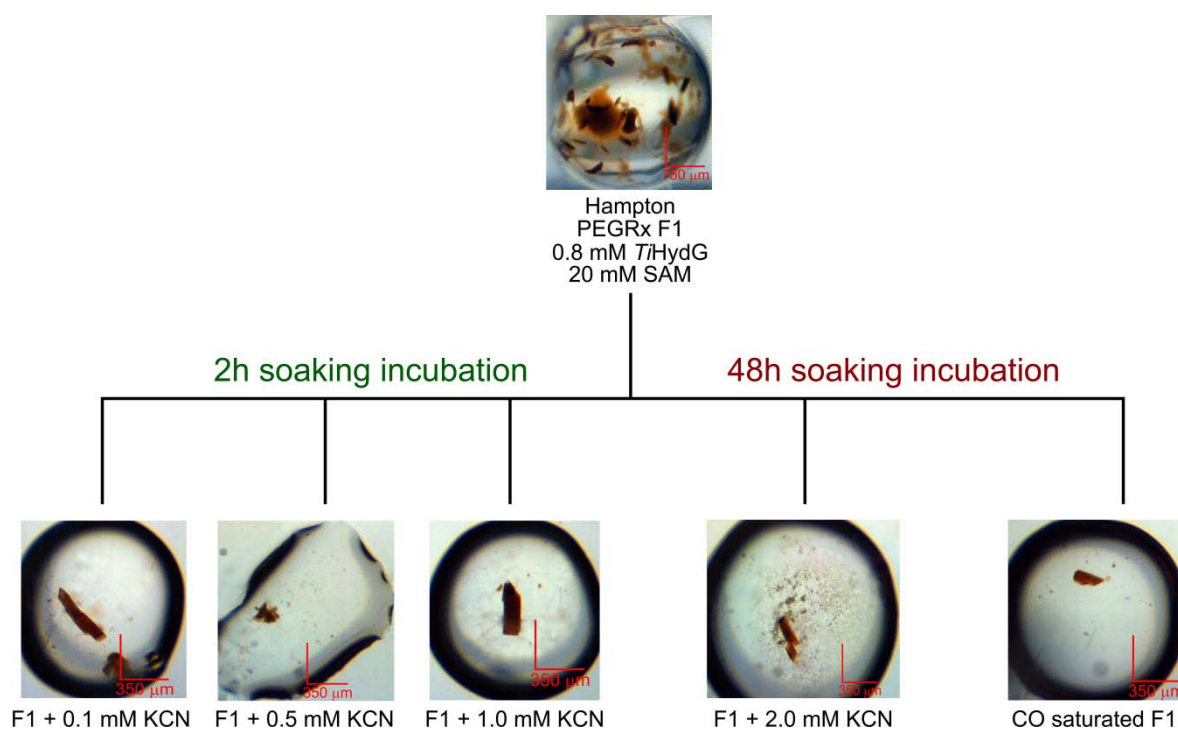 750 μm
Hampton
PEGRx F1
0.8 mM TiHydG
20 mM SAM
2h soaking incubation
48h soaking incubation
350 μm
350 μm
350 μm
350 μm
350 μm
F1 + 0.1 mM KCN
F1 + 0.5 mM KCN
F1 + 1.0 mM KCN
F1 + 2.0 mM KCN
CO saturated F1